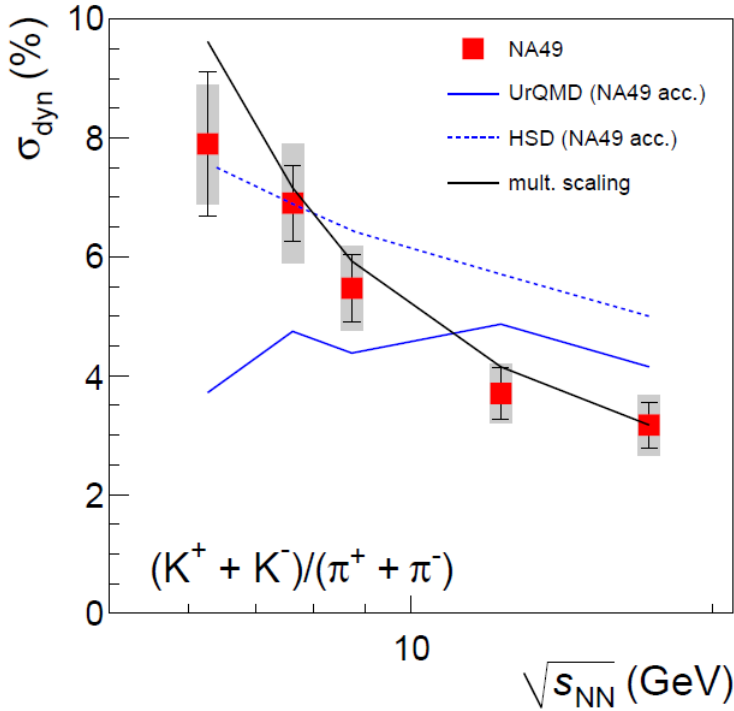 σdyn (%)
10
8
6
4
2
0
NA49
UrQMD (NA49 acc.)
HSD (NA49 acc.)
mult. scaling
(K⁺ + K⁻)/(π⁺ + π⁻)
10
√sNN (GeV)